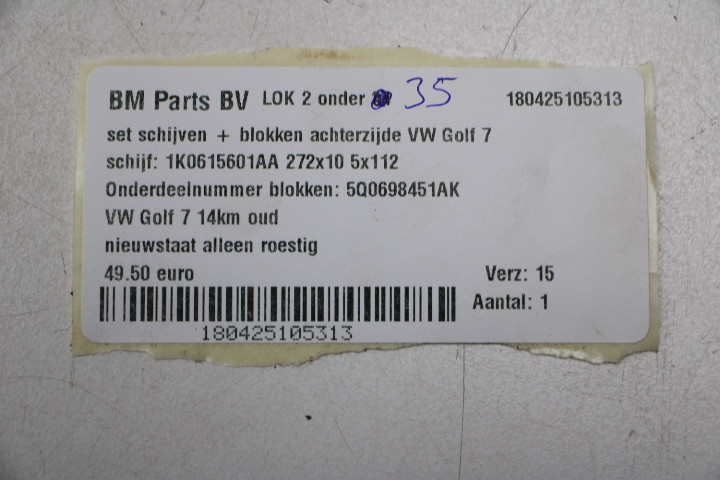 BM Parts BV LOK 2 onder 35 180425105313
set schijven + blokken achterzijde VW Golf 7
schijf: 1K0615601AA 272x10 5x112
Onderdeelnummer blokken: 5Q0698451AK
VW Golf 7 14km oud
nieuwstaat alleen roestig
49.50 euro Verz: 15
Aantal: 1
180425105313